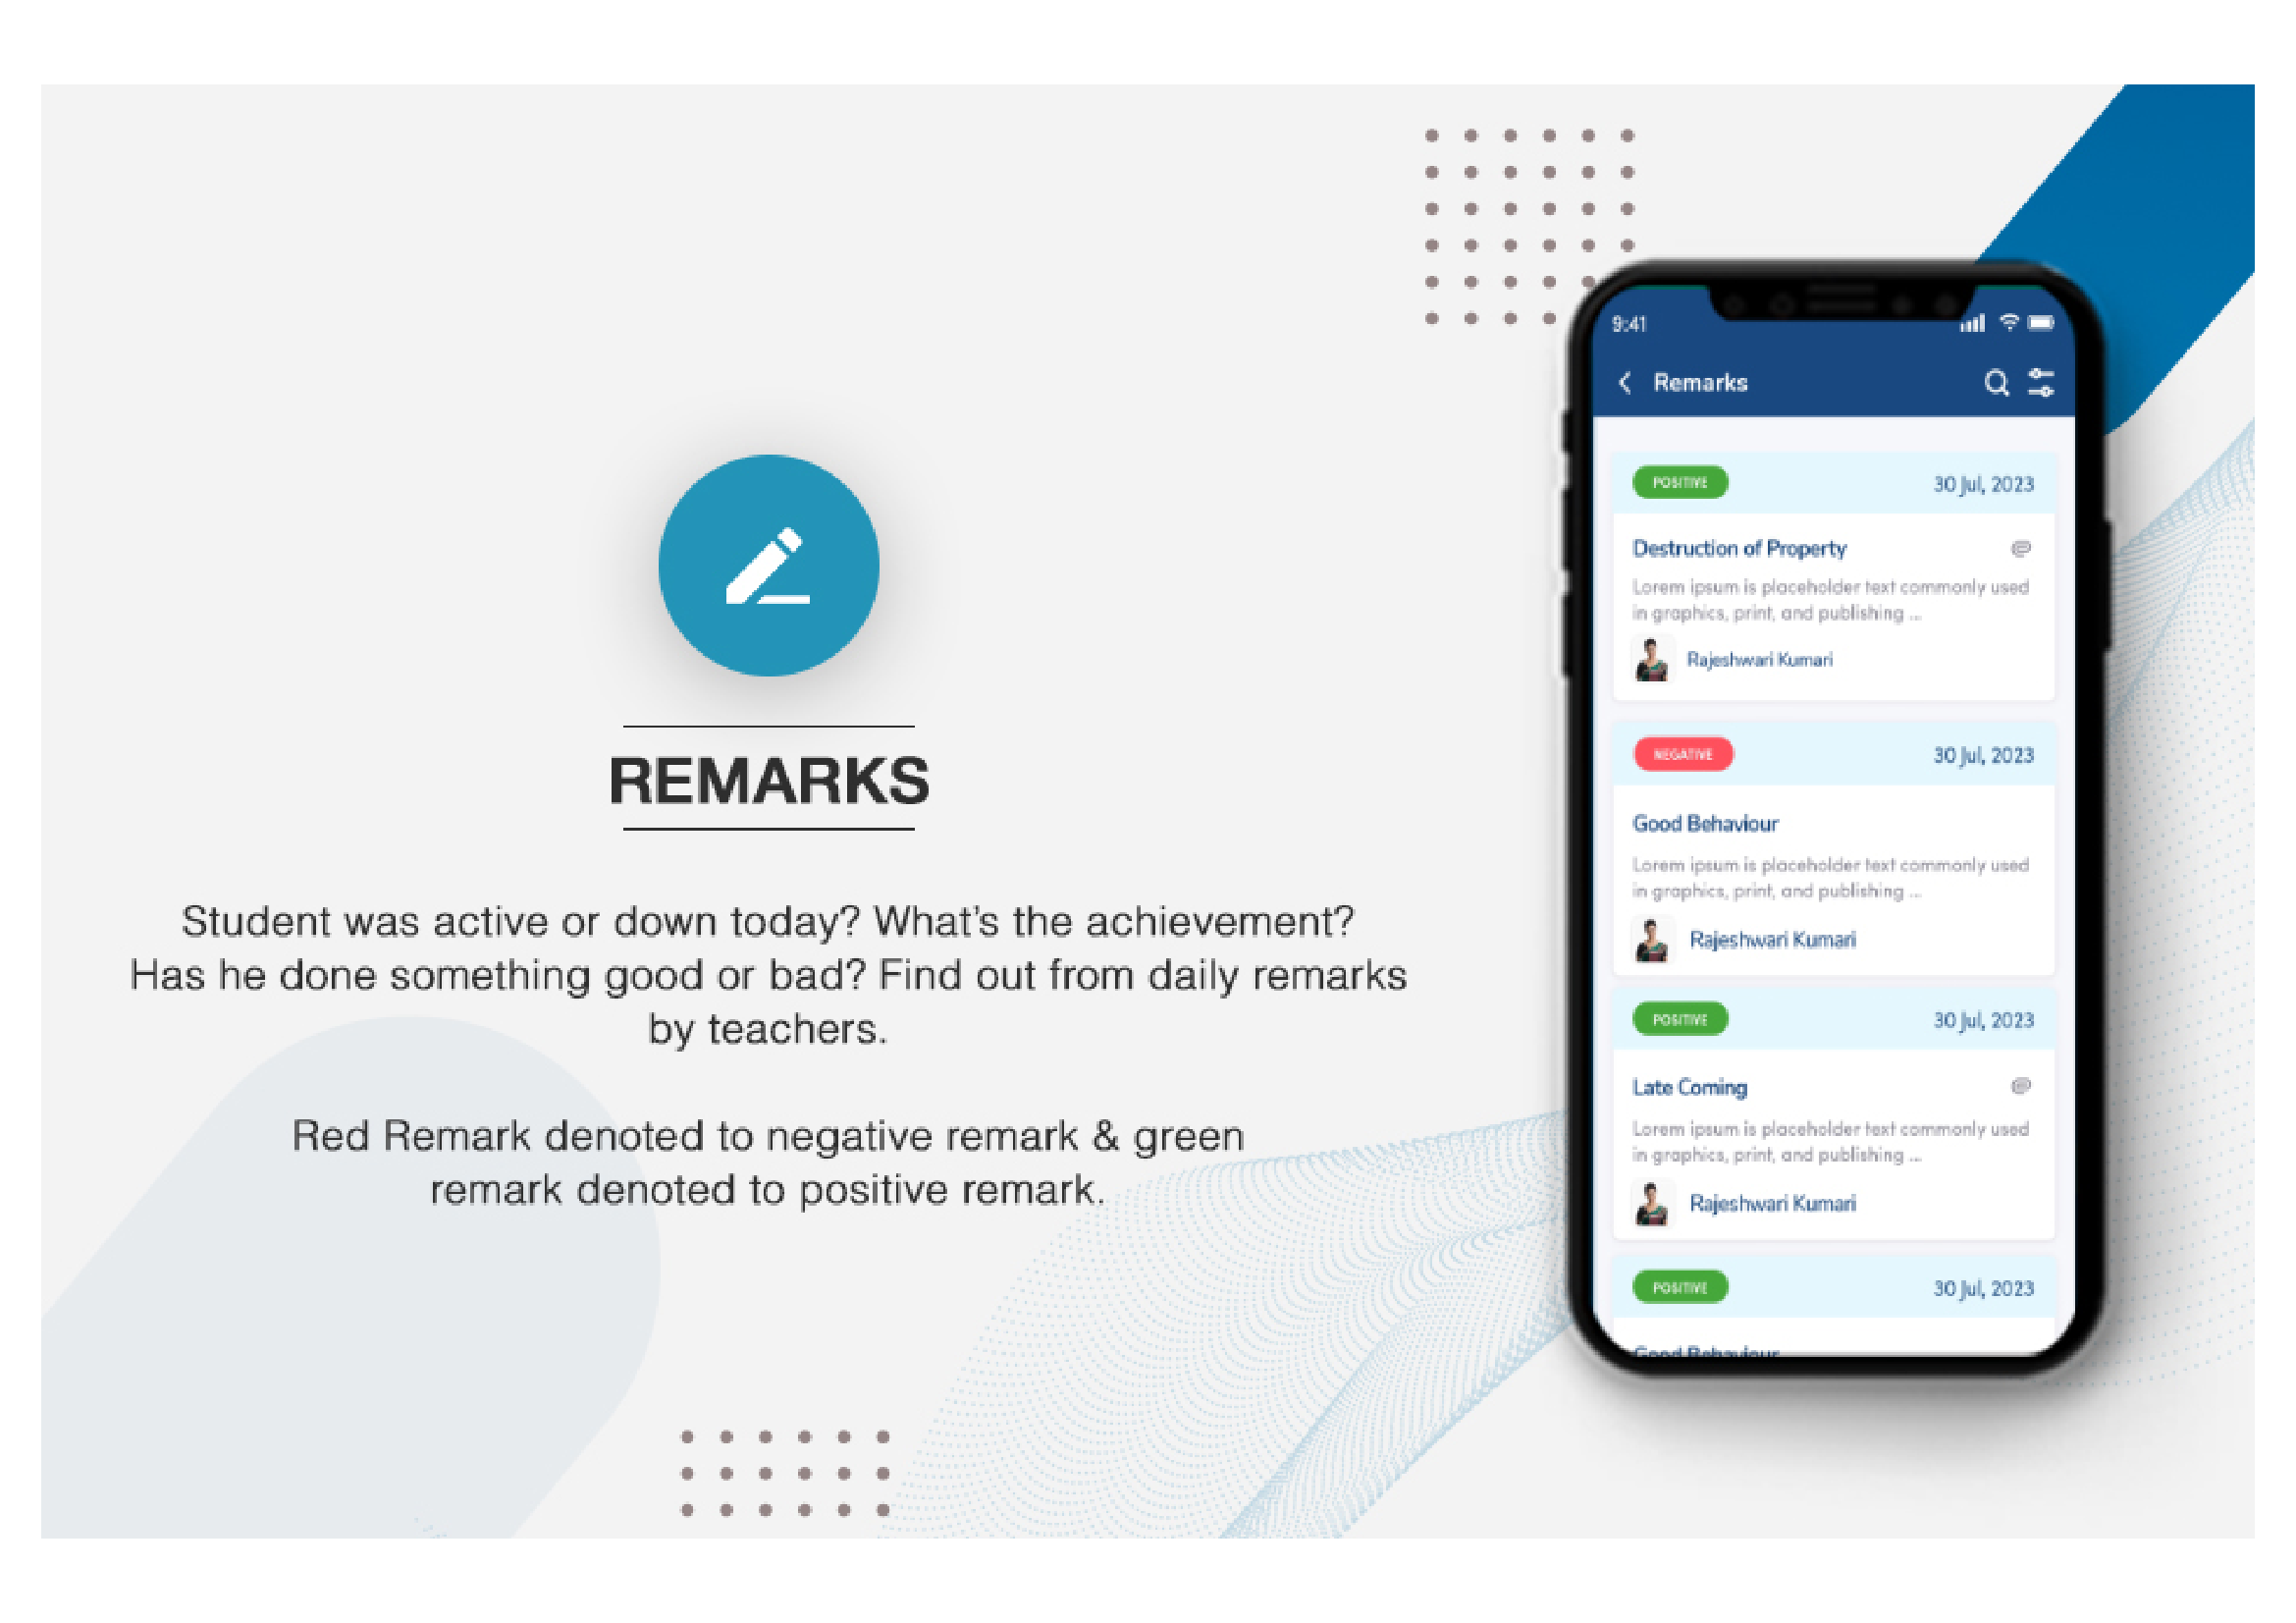 REMARKS
Student was active or down today? What's the achievement?
Has he done something good or bad? Find out from daily remarks
by teachers.
Red Remark denoted to negative remark & green
remark denoted to positive remark.
9:41
Remarks
POSITIVE 30 Jul, 2023
Destruction of Property
Lorem ipsum is placeholder text commonly used
in graphics, print, and publishing ...
Rajeshwari Kumari
NEGATIVE 30 Jul, 2023
Good Behaviour
Lorem ipsum is placeholder text commonly used
in graphics, print, and publishing ...
Rajeshwari Kumari
POSITIVE 30 Jul, 2023
Late Coming
Lorem ipsum is placeholder text commonly used
in graphics, print, and publishing ...
Rajeshwari Kumari
POSITIVE 30 Jul, 2023
Good Behaviour